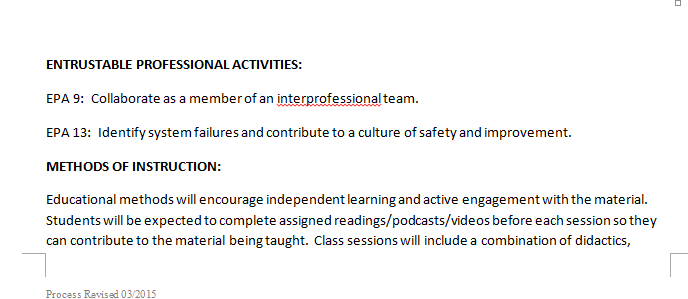 ENTRUSTABLE PROFESSIONAL ACTIVITIES:
EPA 9:  Collaborate as a member of an interprofessional team.
EPA 13:  Identify system failures and contribute to a culture of safety and improvement.
METHODS OF INSTRUCTION:
Educational methods will encourage independent learning and active engagement with the material.
Students will be expected to complete assigned readings/podcasts/videos before each session so they
can contribute to the material being taught.  Class sessions will include a combination of didactics,
Process Revised 03/2015